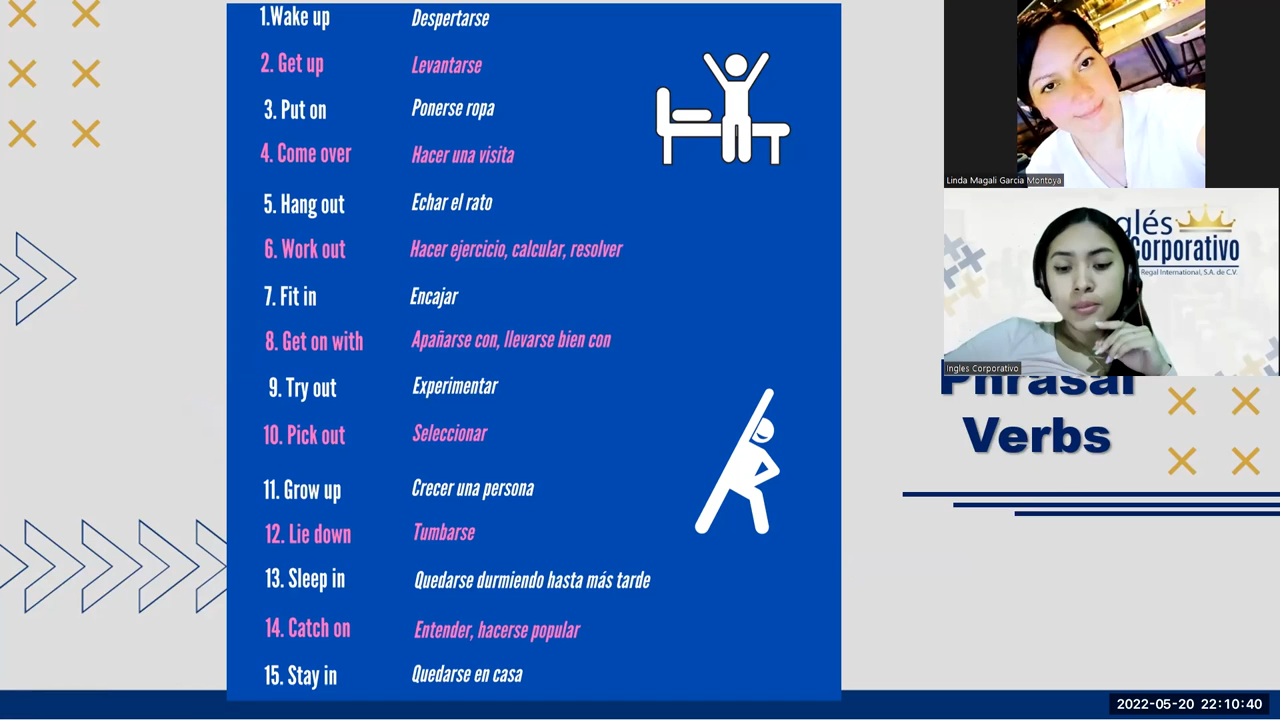 1.Wake up Despertarse
2. Get up Levantarse
3. Put on Ponerse ropa
4. Come over Hacer una visita
5. Hang out Echar el rato
6. Work out Hacer ejercicio, calcular, resolver
7. Fit in Encajar
8. Get on with Apañarse con, llevarse bien con
9. Try out Experimentar
10. Pick out Seleccionar
11. Grow up Crecer una persona
12. Lie down Tumbarse
13. Sleep in Quedarse durmiendo hasta más tarde
14. Catch on Entender, hacerse popular
15. Stay in Quedarse en casa
Linda Magali Garcia Montoya
glés
Corporativo
Regal International, S.A. de C.V.
Ingles Corporativo
Phrasal
Verbs
2022-05-20 22:10:40